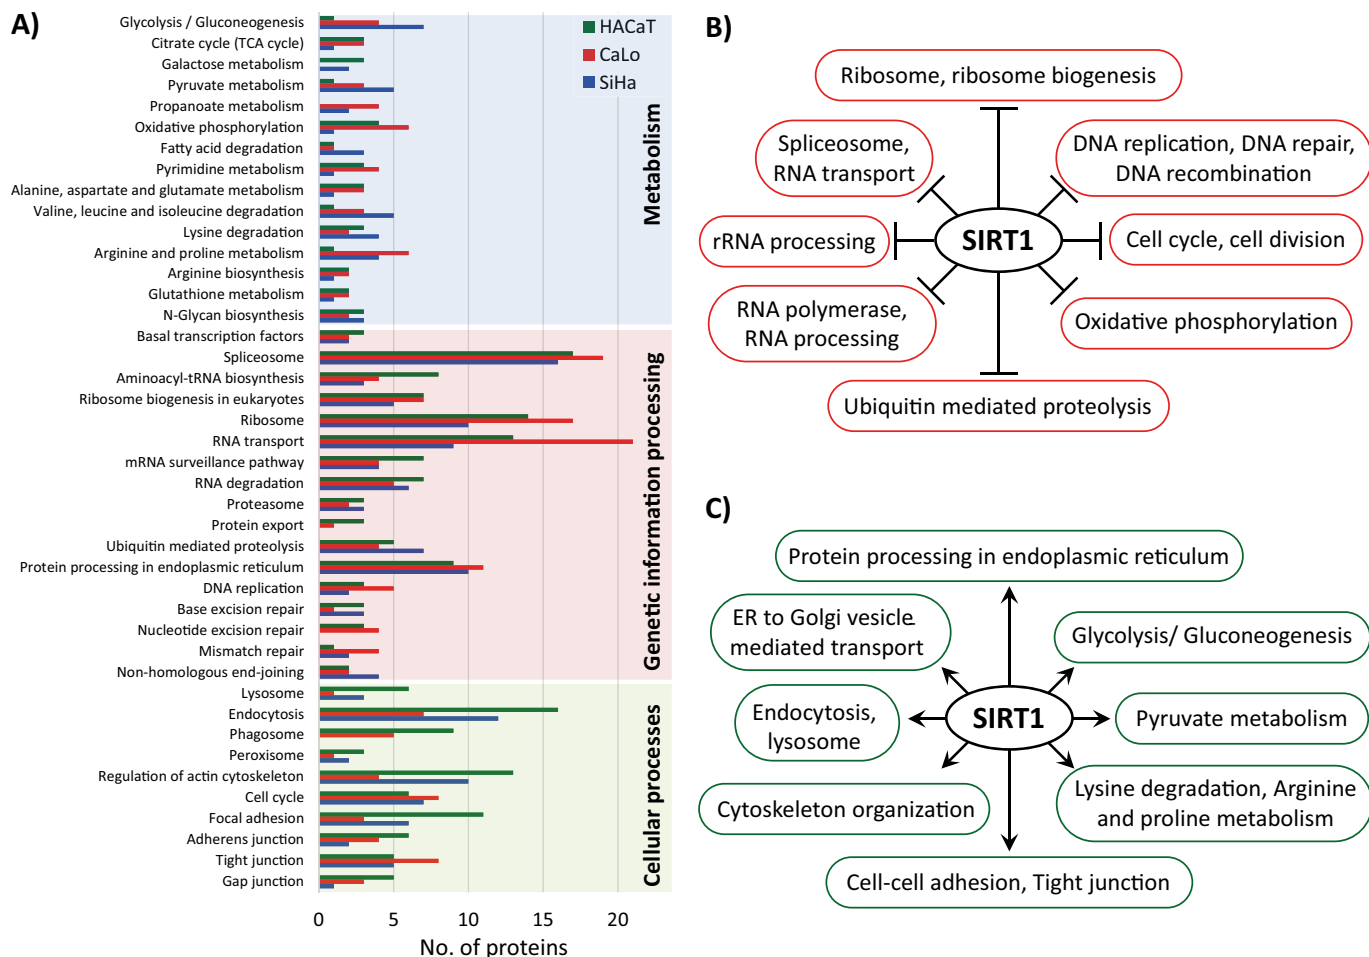 A)
Glycolysis / Gluconeogenesis
Citrate cycle (TCA cycle)
Galactose metabolism
Pyruvate metabolism
Propanoate metabolism
Oxidative phosphorylation
Fatty acid degradation
Pyrimidine metabolism
Alanine, aspartate and glutamate metabolism
Valine, leucine and isoleucine degradation
Lysine degradation
Arginine and proline metabolism
Arginine biosynthesis
Glutathione metabolism
N-Glycan biosynthesis
Basal transcription factors
Spliceosome
Aminoacyl-tRNA biosynthesis
Ribosome biogenesis in eukaryotes
Ribosome
RNA transport
mRNA surveillance pathway
RNA degradation
Proteasome
Protein export
Ubiquitin mediated proteolysis
Protein processing in endoplasmic reticulum
DNA replication
Base excision repair
Nucleotide excision repair
Mismatch repair
Non-homologous end-joining
Lysosome
Endocytosis
Phagosome
Peroxisome
Regulation of actin cytoskeleton
Cell cycle
Focal adhesion
Adherens junction
Tight junction
Gap junction
HACaT
CaLo
SiHa
Metabolism
Genetic information processing
Cellular processes
0 5 10 15 20
No. of proteins
B)
Ribosome, ribosome biogenesis
Spliceosome,
RNA transport
DNA replication, DNA repair,
DNA recombination
rRNA processing
SIRT1
Cell cycle, cell division
RNA polymerase,
RNA processing
Oxidative phosphorylation
Ubiquitin mediated proteolysis
C)
Protein processing in endoplasmic reticulum
ER to Golgi vesicle
mediated transport
Glycolysis/ Gluconeogenesis
Endocytosis,
lysosome
SIRT1
Pyruvate metabolism
Cytoskeleton organization
Lysine degradation, Arginine
and proline metabolism
Cell-cell adhesion, Tight junction